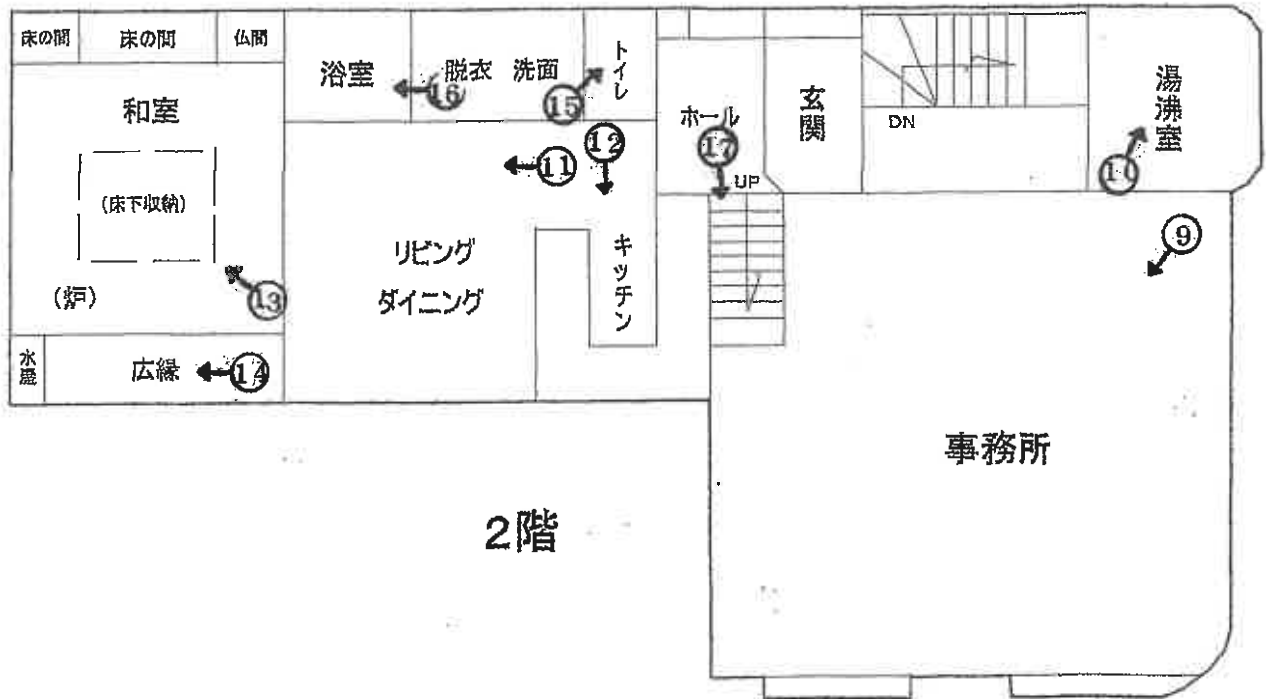 床の間
床の間
仏間
浴室
脱衣 洗面
トイレ
和室
ホール
玄関
DN
湯沸室
⑯
⑮
⑫
⑰
⑪
UP
⑩
⑨
(床下収納)
リビング
ダイニング
キッチン
(炉)
⑬
水屋
広縁
⑭
事務所
2階